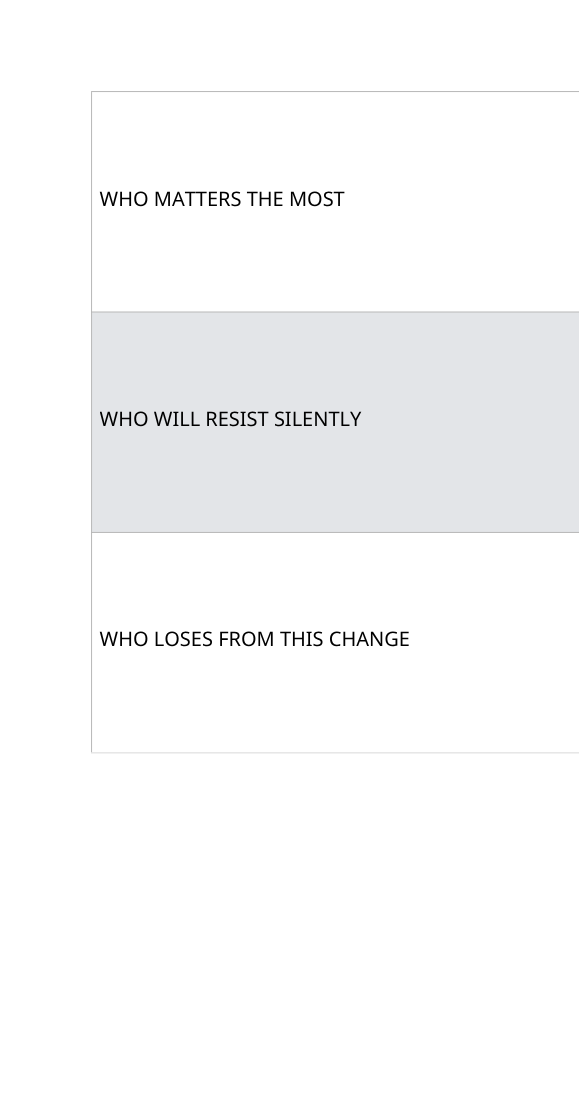 WHO MATTERS THE MOST
WHO WILL RESIST SILENTLY
WHO LOSES FROM THIS CHANGE